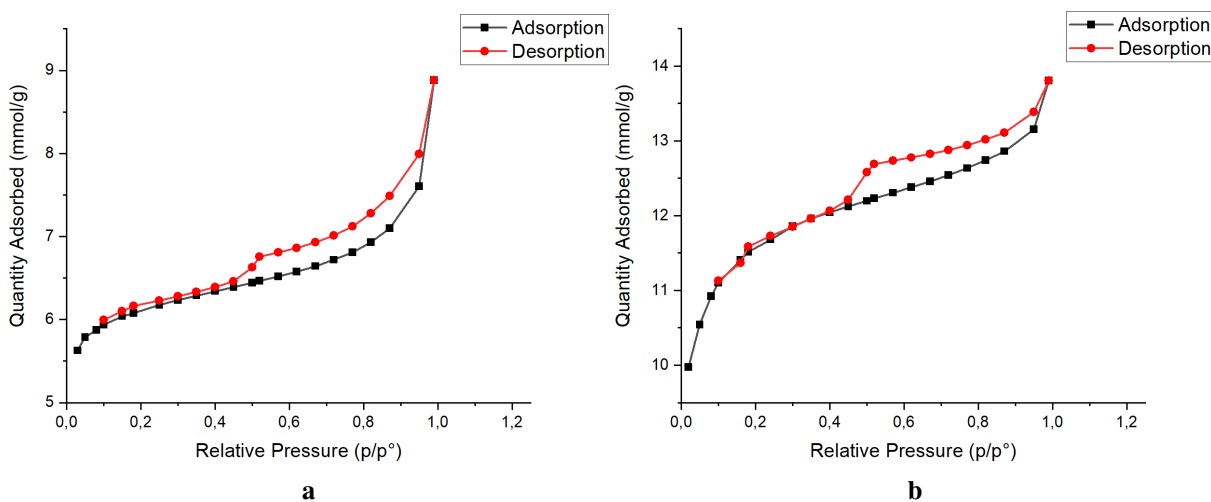 Adsorption
Desorption
Quantity Adsorbed (mmol/g)
9
8
7
6
5
0,0 0,2 0,4 0,6 0,8 1,0 1,2
Relative Pressure (p/p°)
a
Adsorption
Desorption
Quantity Adsorbed (mmol/g)
14
13
12
11
10
0,0 0,2 0,4 0,6 0,8 1,0 1,2
Relative Pressure (p/p°)
b